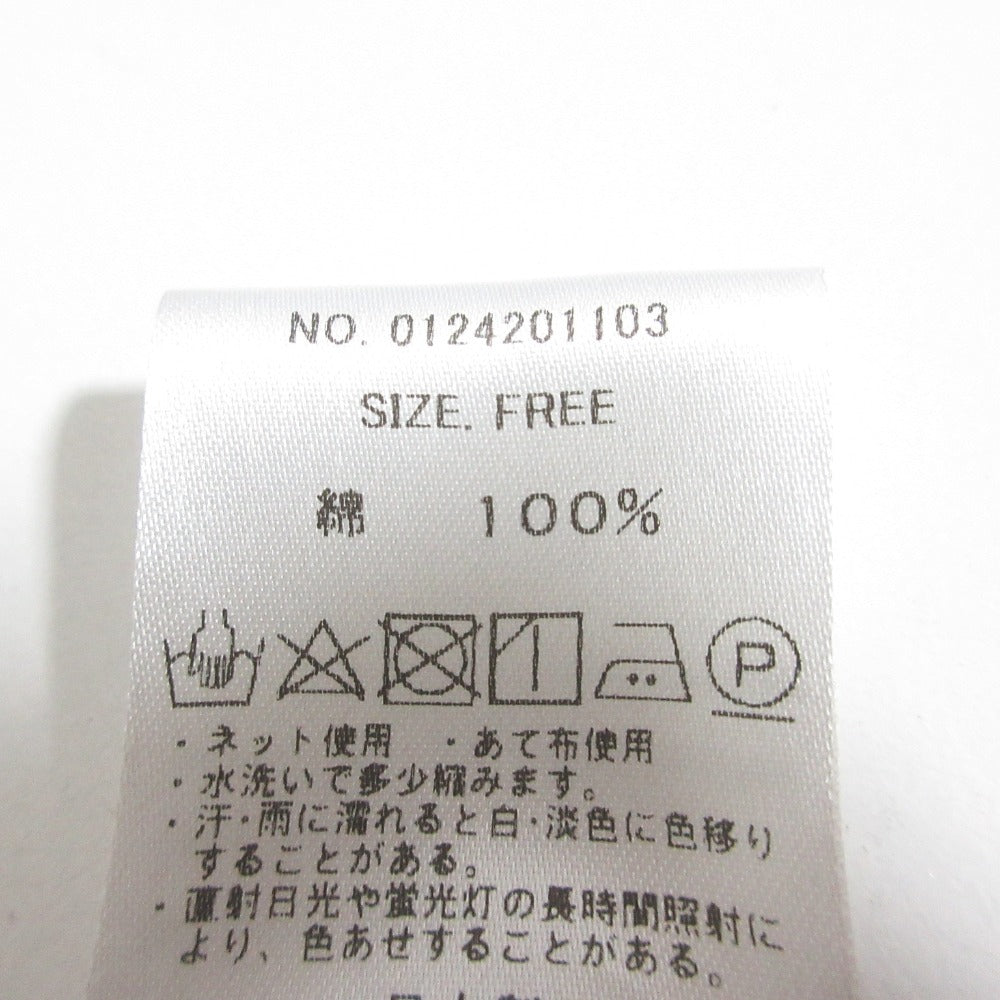 NO. 0124201103
SIZE. FREE
綿 100%
P
・ネット使用 ・あて布使用
・水洗いで多少縮みます。
・汗・雨に濡れると白・淡色に色移り
することがある。
・直射日光や蛍光灯の長時間照射に
より、色あせすることがある。